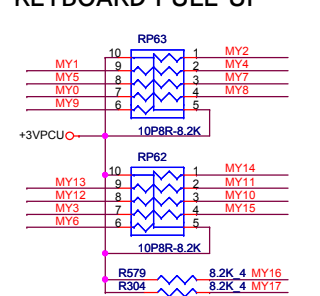 KEYBOARD PULL-UP
RP63
10 1 MY2
MY1 9 2 MY4
MY5 8 3 MY7
MY0 7 4 MY8
MY9 6 5
+3VPCU 10P8R-8.2K
RP62
10 1 MY14
MY13 9 2 MY11
MY12 8 3 MY10
MY3 7 4 MY15
MY6 6 5
10P8R-8.2K
R579 8.2K_4 MY16
R304 8.2K_4 MY17